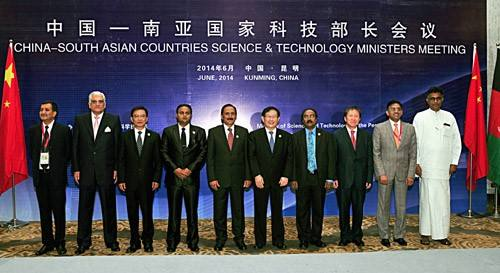 中国—南亚国家科技部长会议
CHINA–SOUTH ASIAN COUNTRIES SCIENCE & TECHNOLOGY MINISTERS MEETING
2014年6月 中国·昆明
JUNE, 2014 KUNMING, CHINA
Technology